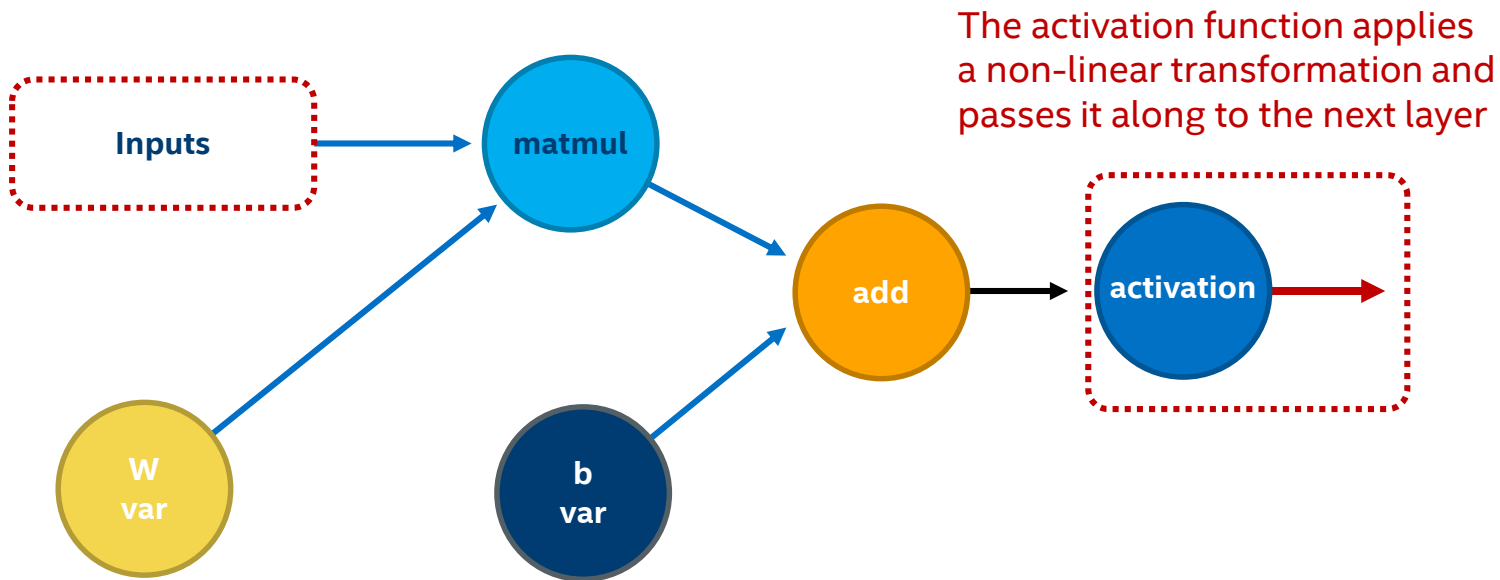 The activation function applies
a non-linear transformation and
passes it along to the next layer
Inputs
matmul
add
activation
W
var
b
var